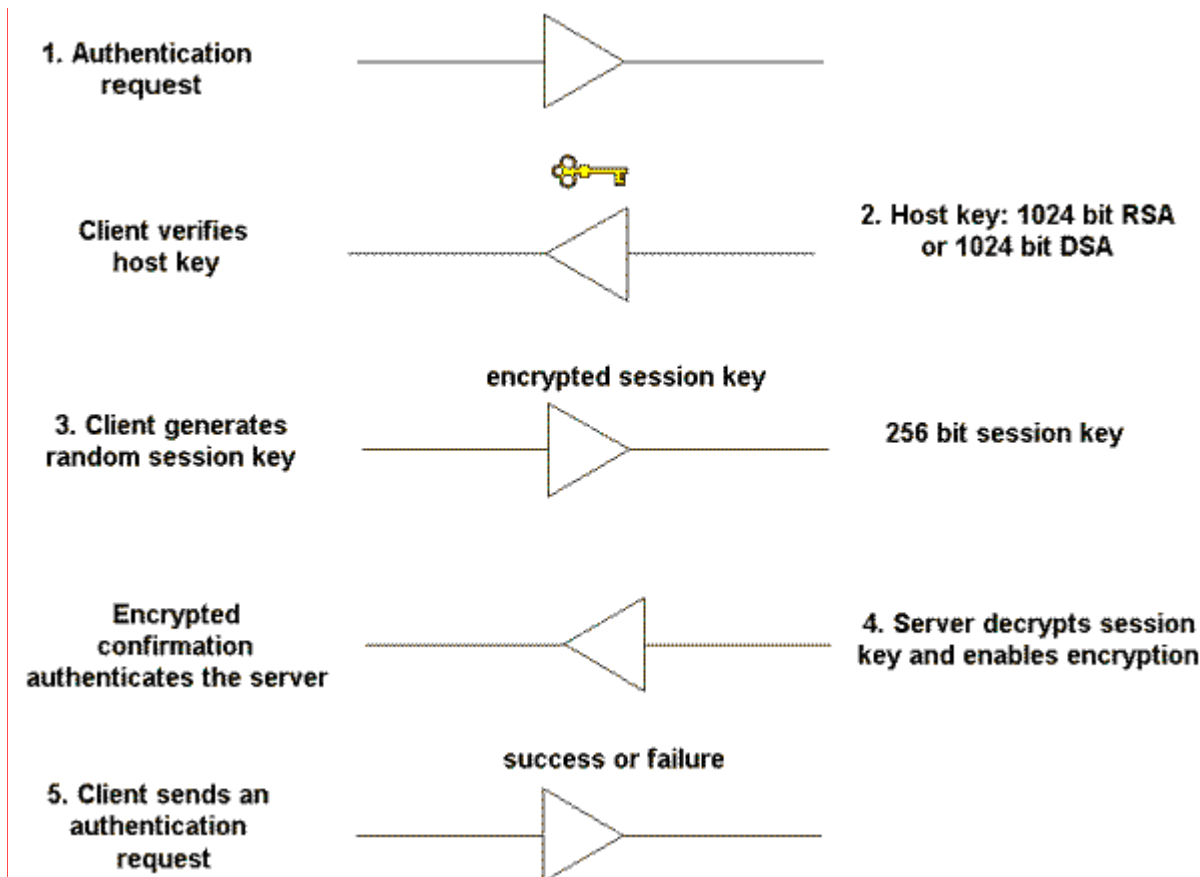 1. Authentication
request
Client verifies
host key
2. Host key: 1024 bit RSA
or 1024 bit DSA
encrypted session key
3. Client generates
random session key
256 bit session key
Encrypted
confirmation
authenticates the server
4. Server decrypts session
key and enables encryption
success or failure
5. Client sends an
authentication
request